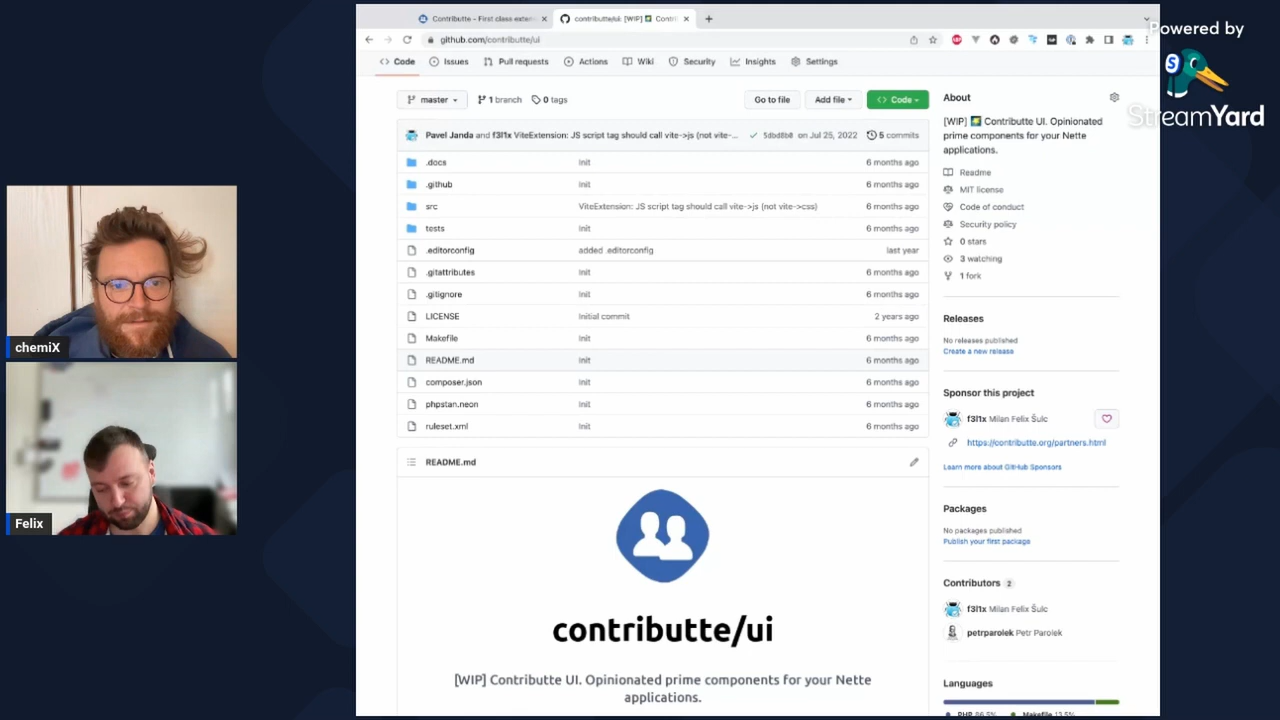 Contributte - First class exten
contributte/ui: [WIP] Contri
github.com/contributte/ui
Powered by
StreamYard
Code
Issues
Pull requests
Actions
Wiki
Security
Insights
Settings
master
1 branch
0 tags
Go to file
Add file
Code
About
[WIP] Contributte UI. Opinionated
prime components for your Nette
applications.
Pavel Janda and f3l1x ViteExtension: JS script tag should call vite->js (not vite-...
5dbd8b8 on Jul 25, 2022
5 commits
.docs Init 6 months ago
.github Init 6 months ago
src ViteExtension: JS script tag should call vite->js (not vite->css) 6 months ago
tests Init 6 months ago
.editorconfig added .editorconfig last year
.gitattributes Init 6 months ago
.gitignore Init 6 months ago
LICENSE Initial commit 2 years ago
Makefile Init 6 months ago
README.md Init 6 months ago
composer.json Init 6 months ago
phpstan.neon Init 6 months ago
ruleset.xml Init 6 months ago
Readme
MIT license
Code of conduct
Security policy
0 stars
3 watching
1 fork
Releases
No releases published
Create a new release
Sponsor this project
f3l1x Milan Felix Šulc
https://contributte.org/partners.html
Learn more about GitHub Sponsors
Packages
No packages published
Publish your first package
Contributors 2
f3l1x Milan Felix Šulc
petrparolek Petr Parolek
Languages
PHP 86.5%
Makefile 13.5%
README.md
contributte/ui
[WIP] Contributte UI. Opinionated prime components for your Nette
applications.
chemiX
Felix